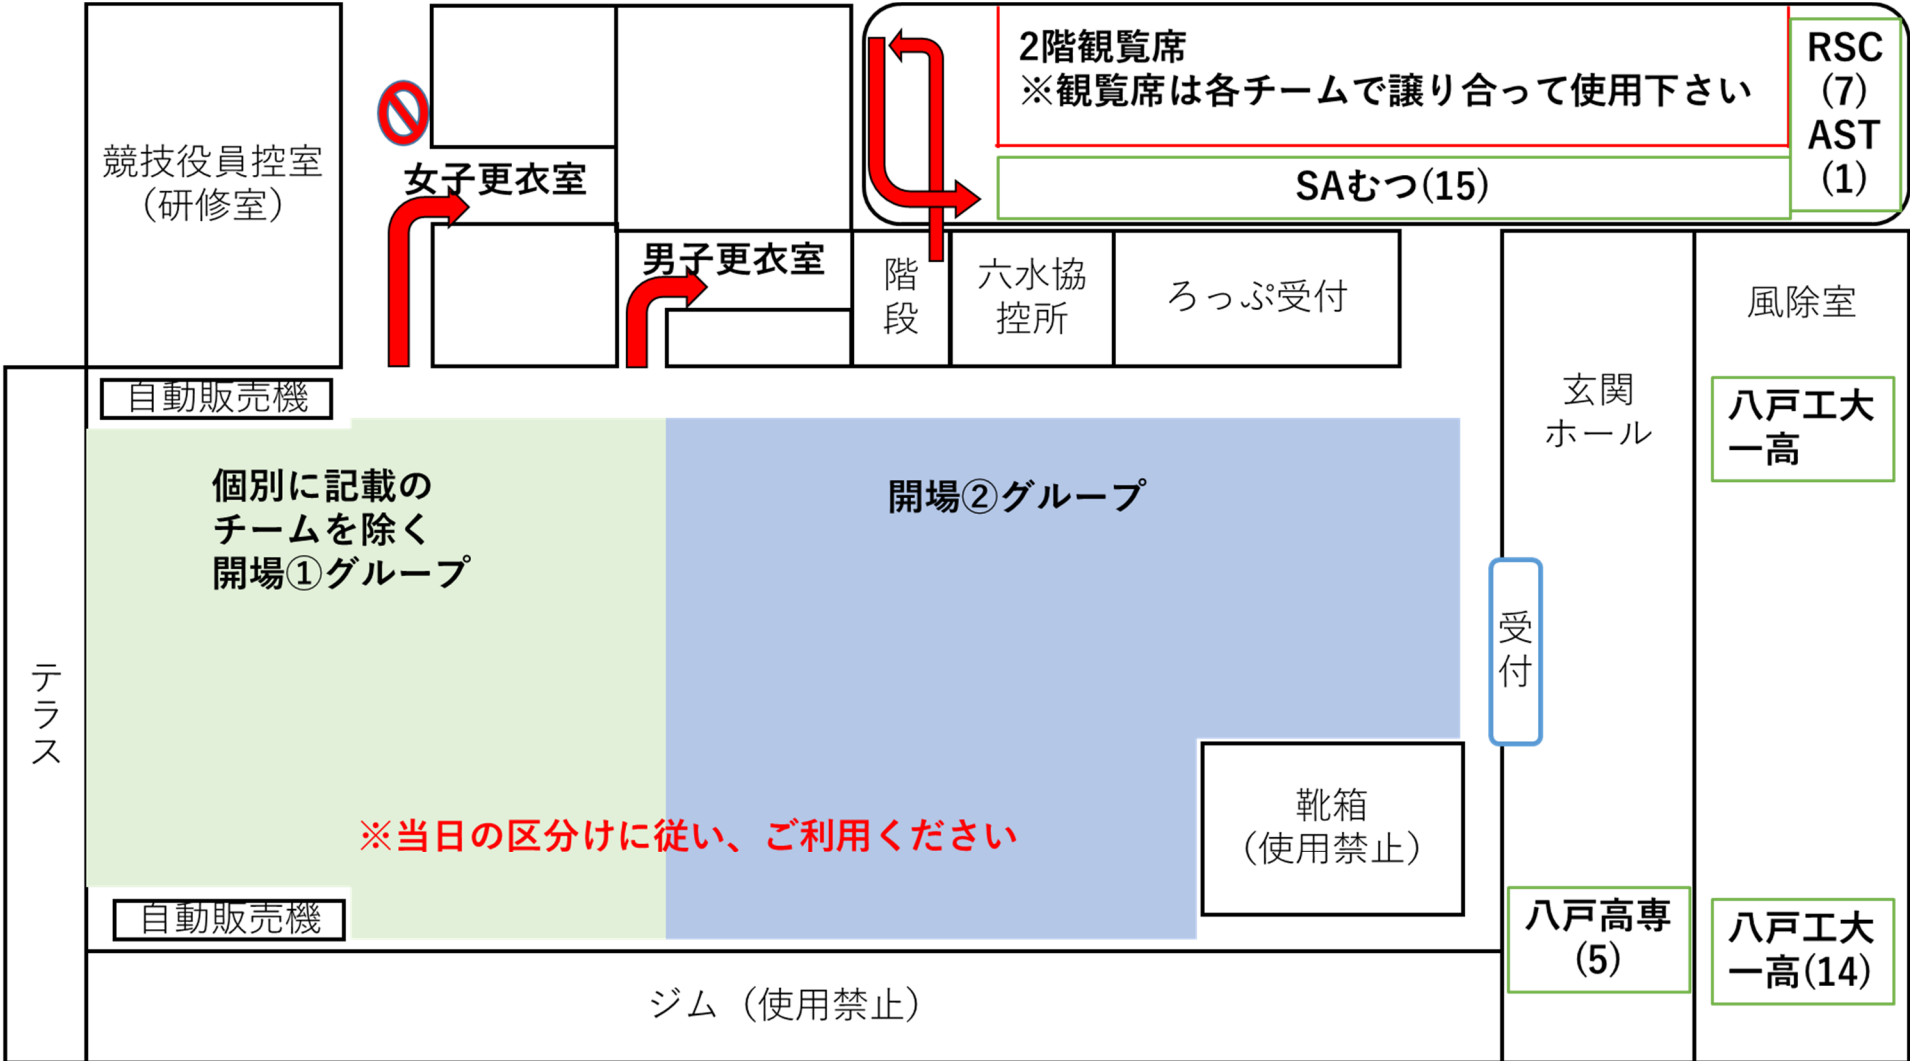 競技役員控室
（研修室）
女子更衣室
男子更衣室
2階観覧席
※観覧席は各チームで譲り合って使用下さい
RSC
(7)
AST
(1)
SAむつ(15)
階
段
六水協
控所
ろっぷ受付
玄関
ホール
風除室
八戸工大
一高
自動販売機
個別に記載の
チームを除く
開場①グループ
開場②グループ
受
付
テ
ラ
ス
※当日の区分けに従い、ご利用ください
靴箱
（使用禁止）
自動販売機
八戸高専
(5)
八戸工大
一高(14)
ジム（使用禁止）